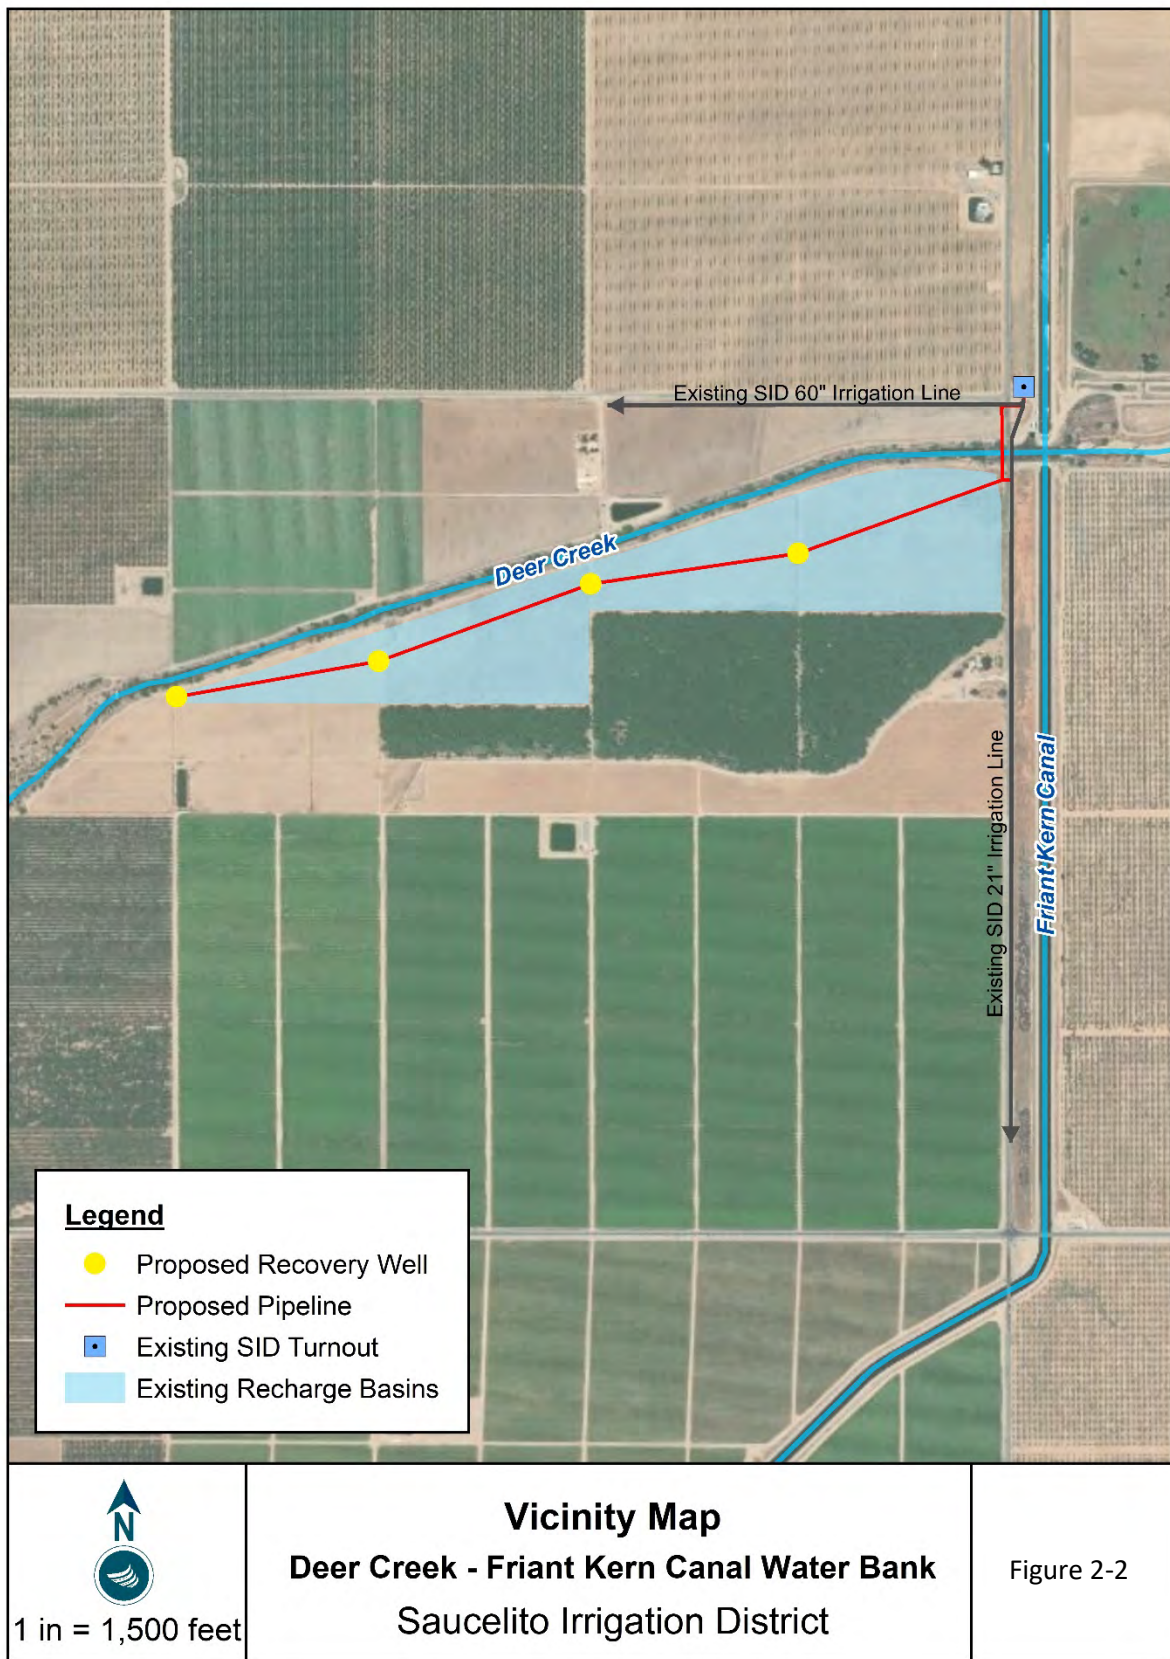 Existing SID 60" Irrigation Line
Deer Creek
Existing SID 21" Irrigation Line
Friant Kern Canal
Legend
Proposed Recovery Well
Proposed Pipeline
Existing SID Turnout
Existing Recharge Basins
N
1 in = 1,500 feet
Vicinity Map
Deer Creek - Friant Kern Canal Water Bank
Saucelito Irrigation District
Figure 2-2